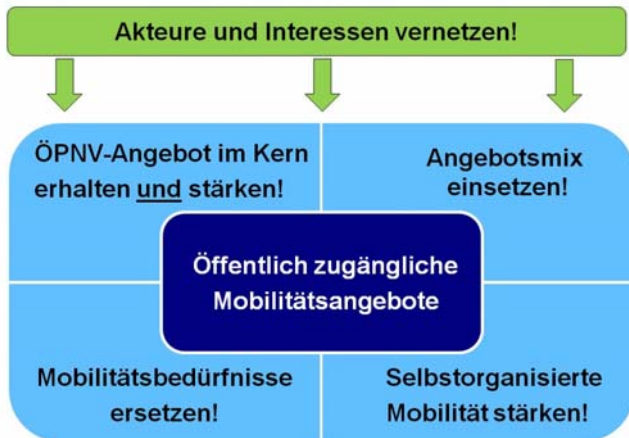 Akteure und Interessen vernetzen!
ÖPNV-Angebot im Kern
erhalten und stärken!
Angebotsmix
einsetzen!
Öffentlich zugängliche
Mobilitätsangebote
Mobilitätsbedürfnisse
ersetzen!
Selbstorganisierte
Mobilität stärken!